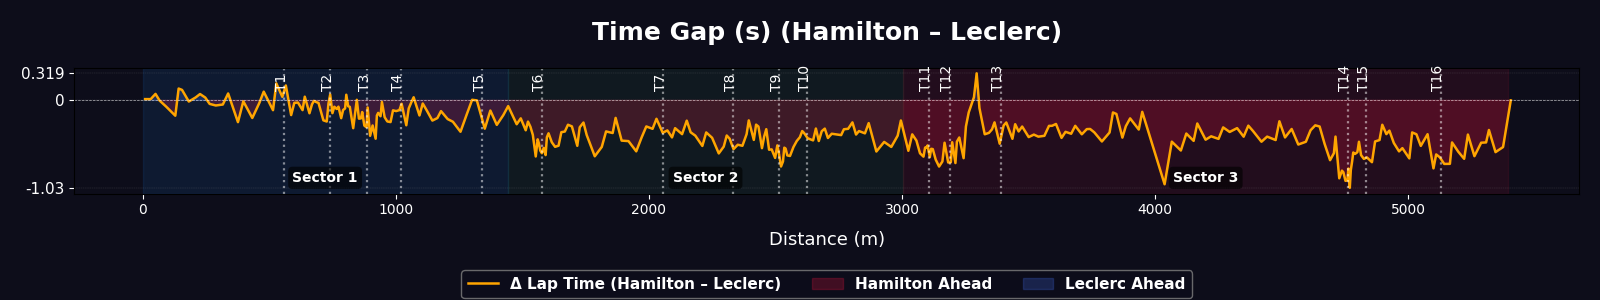 Time Gap (s) (Hamilton – Leclerc)
0.319
0
-1.03
T1
T2
T3
T4
T5
T6
T7
T8
T9
T10
T11
T12
T13
T14
T15
T16
Sector 1
Sector 2
Sector 3
0
1000
2000
3000
4000
5000
Distance (m)
Δ Lap Time (Hamilton – Leclerc)
Hamilton Ahead
Leclerc Ahead